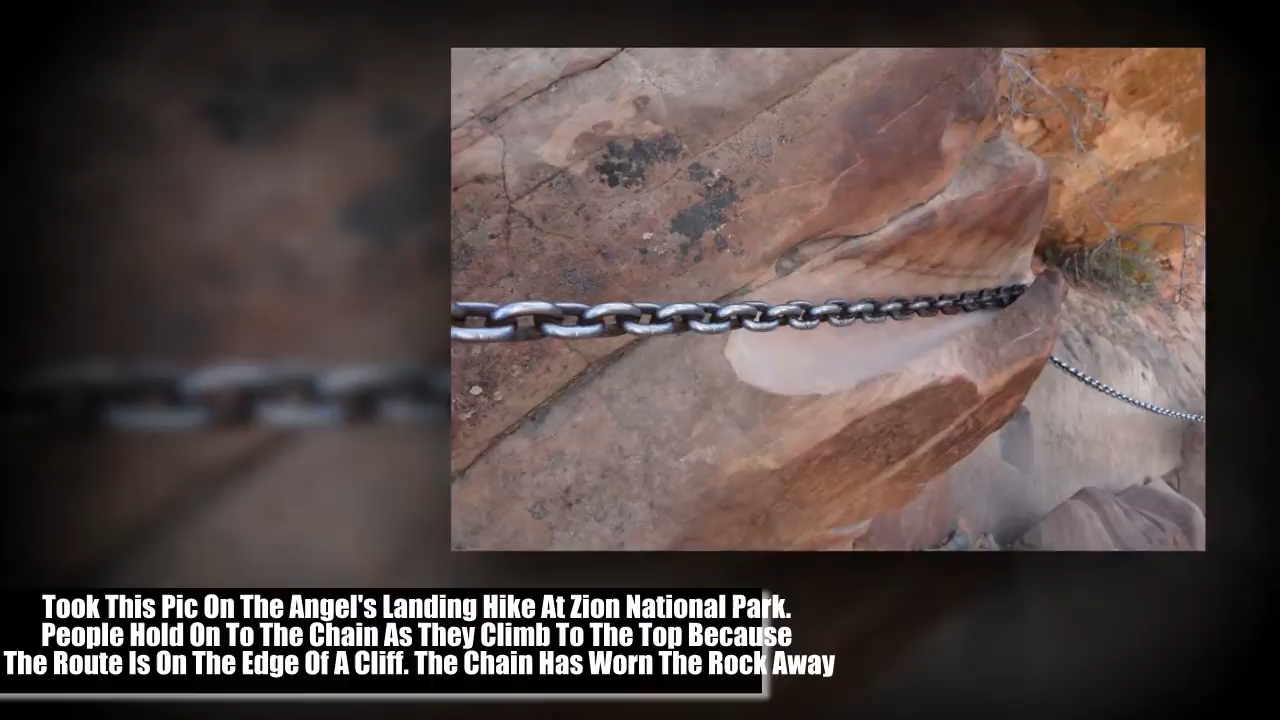 Took This Pic On The Angel's Landing Hike At Zion National Park.
People Hold On To The Chain As They Climb To The Top Because
The Route Is On The Edge Of A Cliff. The Chain Has Worn The Rock Away